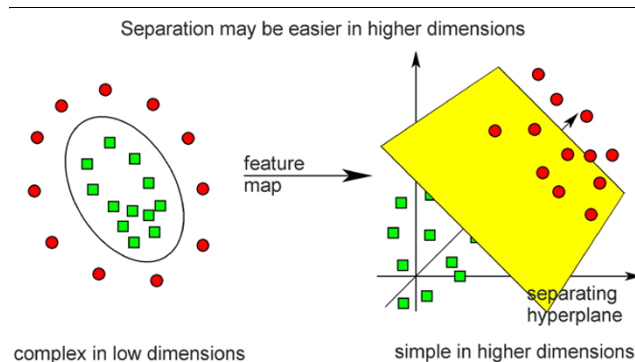 Separation may be easier in higher dimensions
feature
map
separating
hyperplane
complex in low dimensions
simple in higher dimensions